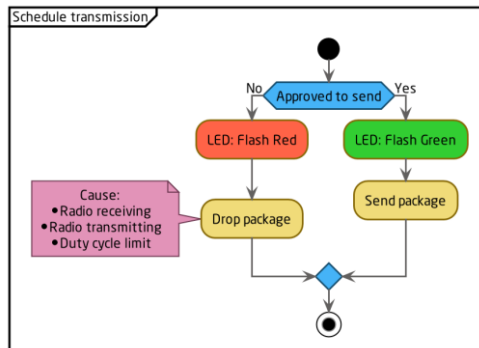 Schedule transmission
No
Yes
Approved to send
LED: Flash Red
LED: Flash Green
Cause:
•Radio receiving
•Radio transmitting
•Duty cycle limit
Drop package
Send package